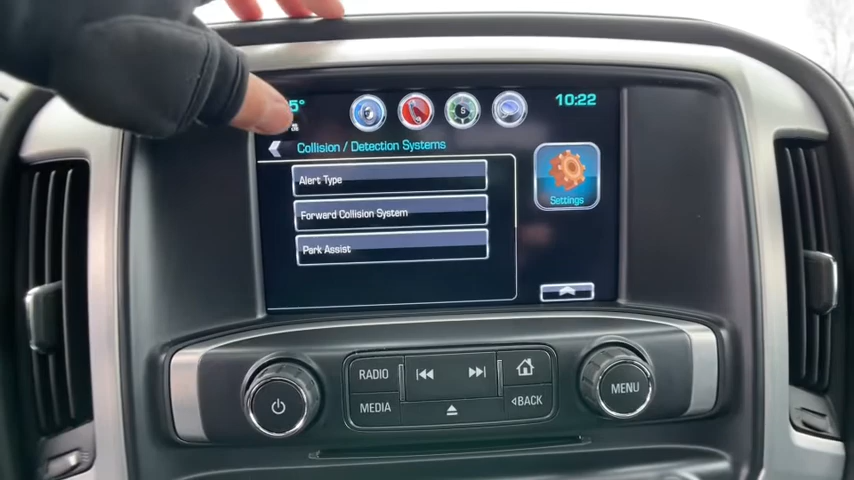 5°
10:22
Collision / Detection Systems
Alert Type
Forward Collision System
Park Assist
Settings
RADIO
MEDIA
BACK
MENU